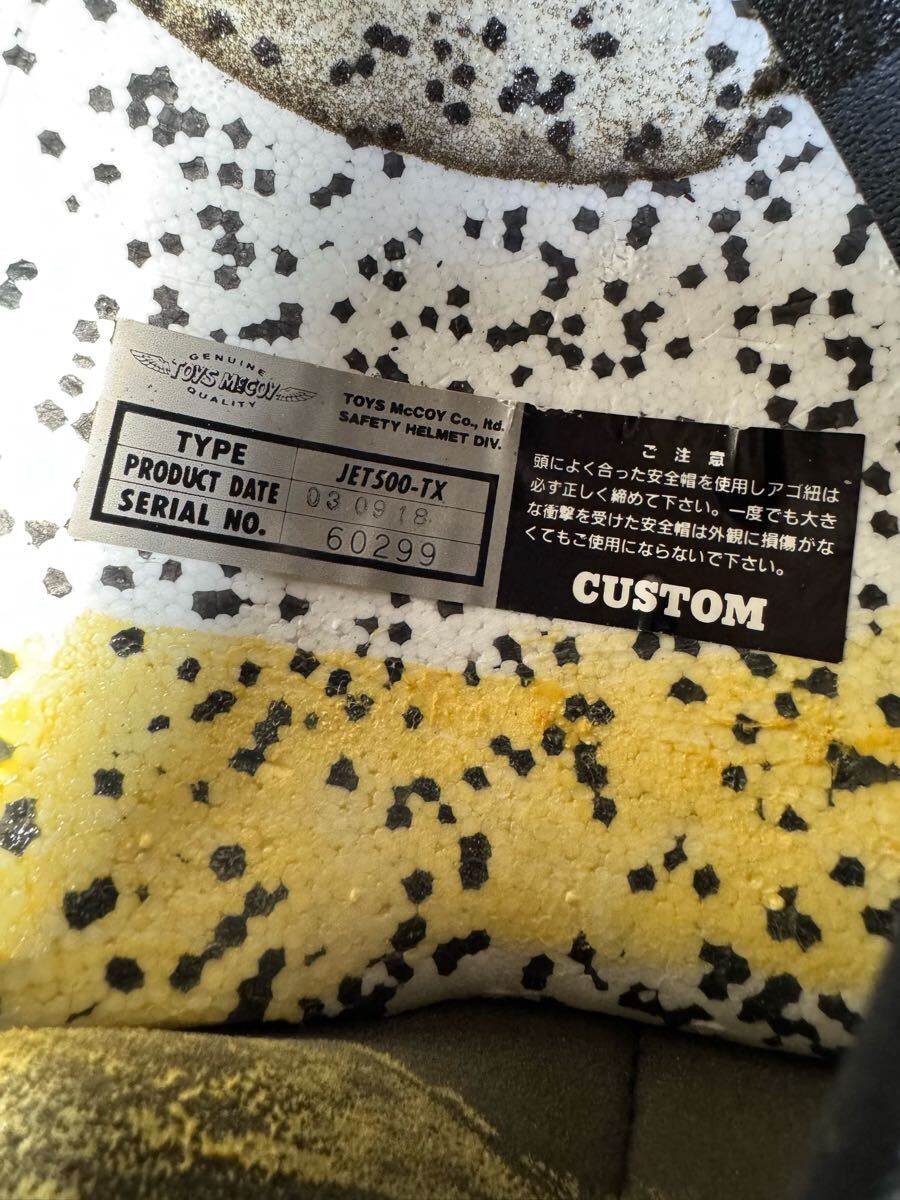 GENUINE
TOYS McCOY
QUALITY
TOYS McCOY Co., ltd.
SAFETY HELMET DIV.
TYPE JET500-TX
PRODUCT DATE 03 09 18
SERIAL NO. 60299
ご注意
頭によく合った安全帽を使用しアゴ紐は
必ず正しく締めて下さい。一度でも大き
な衝撃を受けた安全帽は外観に損傷がな
くてもご使用にならないで下さい。
CUSTOM